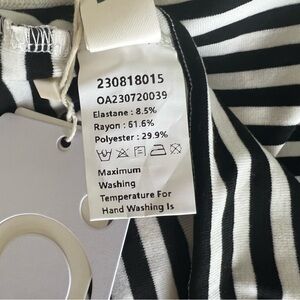 230818015
OA230720039
Elastane : 8.5%
Rayon : 61.6%
Polyester : 29.9%
Maximum
Washing
Temperature For
Hand Washing Is